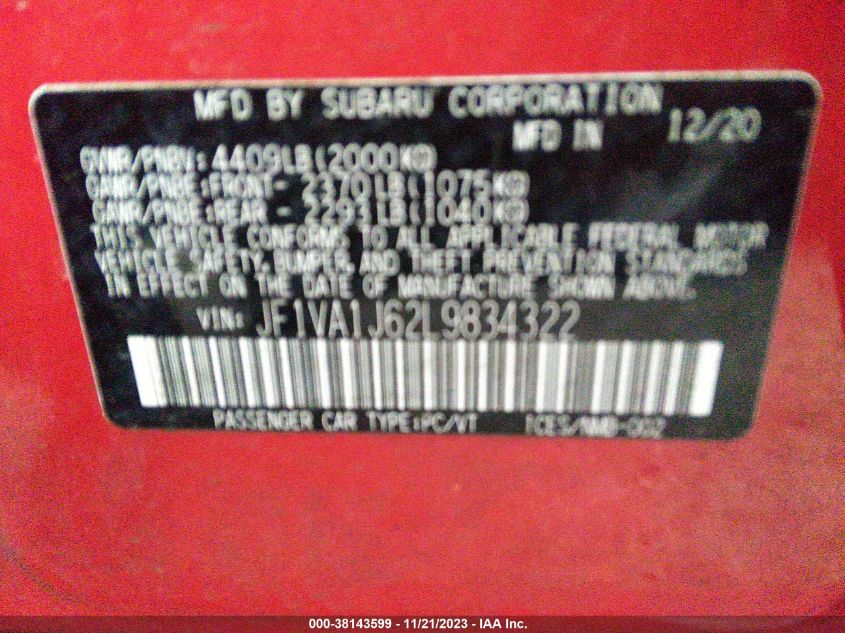 MFD BY SUBARU CORPORATION
MFD IN 12/20
GVWR/PNBV: 4409LB(2000KG)
GAWR/PNBE:FRONT- 2370LB(1075KG)
GAWR/PNBE:REAR - 2293LB(1040KG)
THIS VEHICLE CONFORMS TO ALL APPLICABLE FEDERAL MOTOR
VEHICLE SAFETY, BUMPER, AND THEFT PREVENTION STANDARDS
IN EFFECT ON THE DATE OF MANUFACTURE SHOWN ABOVE.
VIN: JF1VA1J62L9834322
PASSENGER CAR TYPE:PC/VT ICES/NMB-002
000-38143599 - 11/21/2023 - IAA Inc.